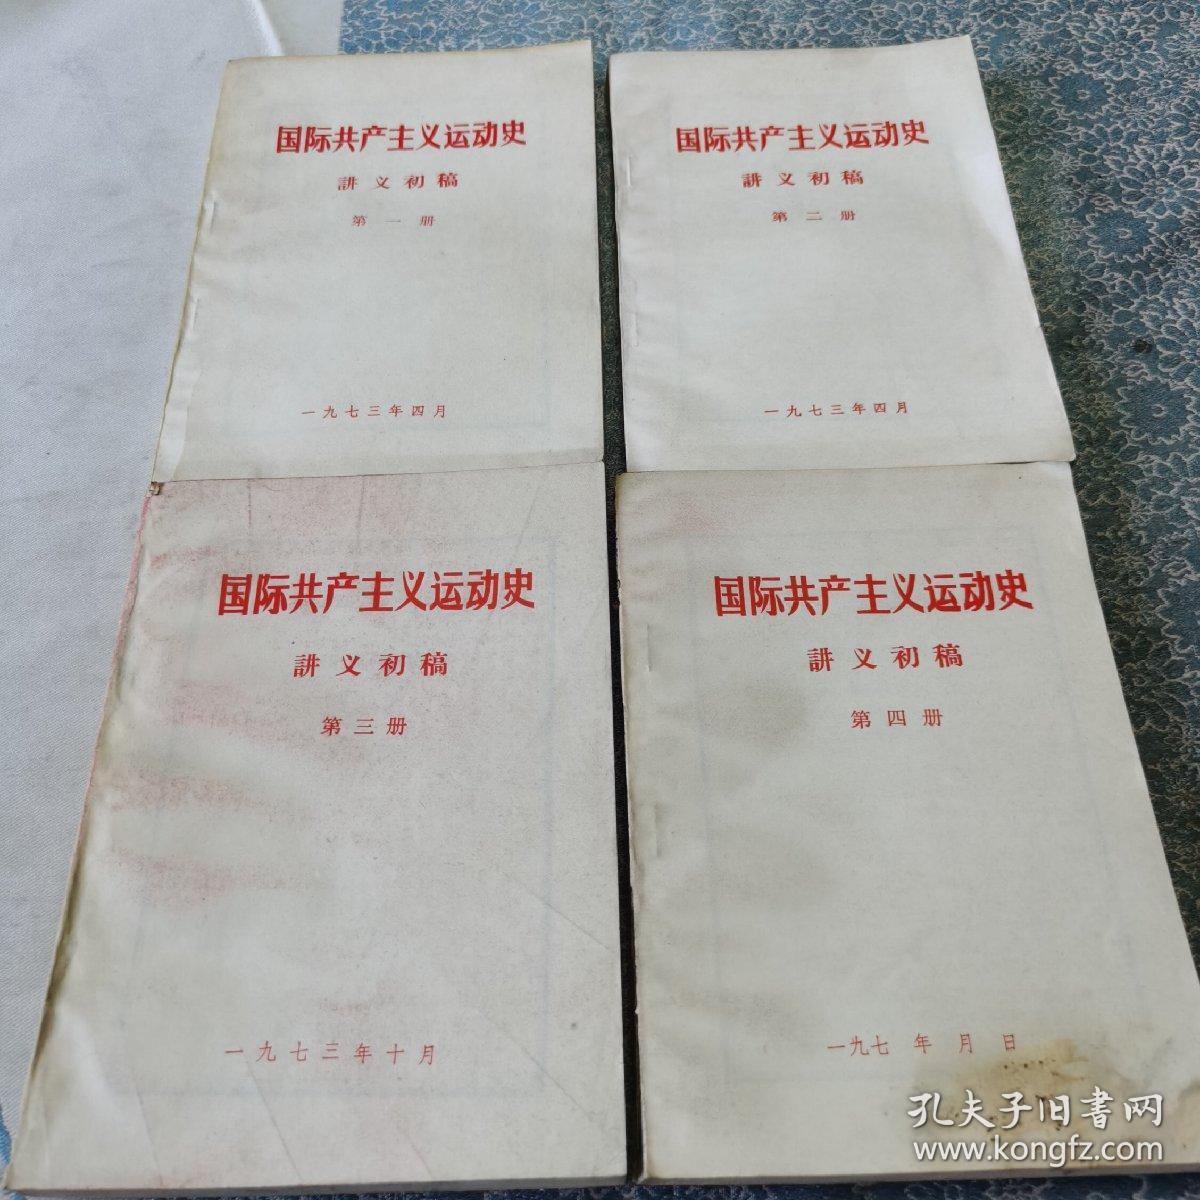 国际共产主义运动史
講义初稿
第一册
一九七三年四月
国际共产主义运动史
講义初稿
第二册
一九七三年四月
国际共产主义运动史
講义初稿
第三册
一九七三年十月
国际共产主义运动史
講义初稿
第四册
一九七 年 月 日
孔夫子旧書网
www.kongfz.com